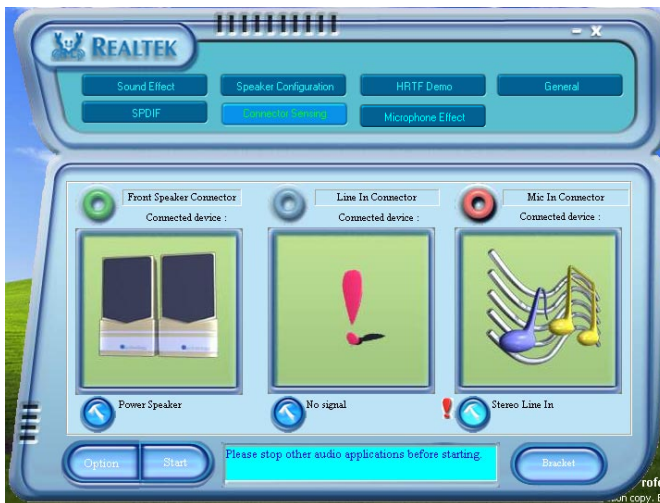 REALTEK
- X
Sound Effect
Speaker Configuration
HRTF Demo
General
SPDIF
Connector Sensing
Microphone Effect
Front Speaker Connector
Line In Connector
Mic In Connector
Connected device :
Connected device :
Connected device :
Power Speaker
No signal
Stereo Line In
Option
Start
Please stop other audio applications before starting.
Bracket
copy.